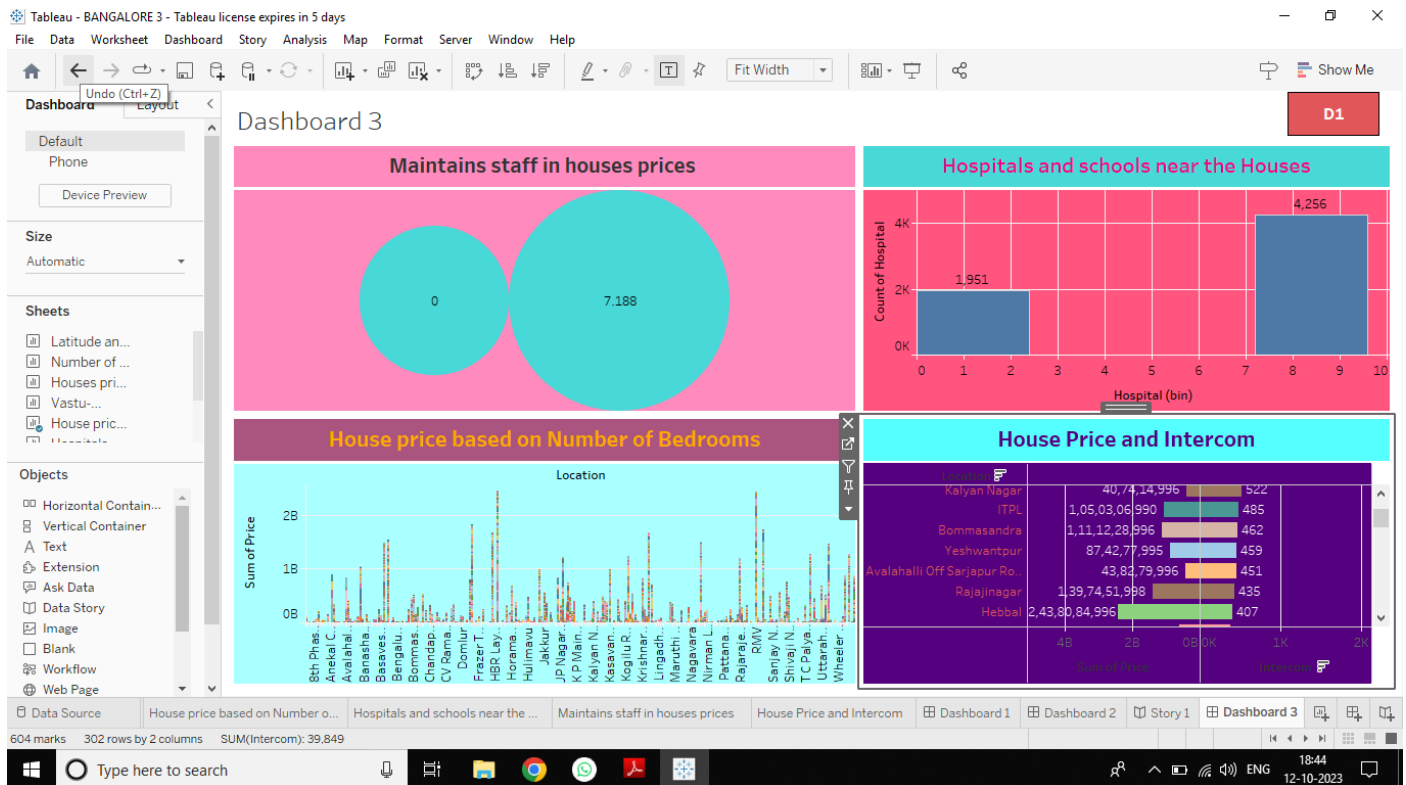 Tableau - BANGALORE 3 - Tableau license expires in 5 days
File Data Worksheet Dashboard Story Analysis Map Format Server Window Help
Fit Width
Show Me
Undo (Ctrl+Z)
Dashboard Layout
Default
Phone
Device Preview
Size
Automatic
Sheets
Latitude an...
Number of ...
Houses pri...
Vastu-...
House pric...
Objects
Horizontal Contain...
Vertical Container
Text
Extension
Ask Data
Data Story
Image
Blank
Workflow
Web Page
Dashboard 3
D1
Maintains staff in houses prices
0
7.188
Hospitals and schools near the Houses
Count of Hospital
4K
2K
0K
1,951
4,256
0 1 2 3 4 5 6 7 8 9 10
Hospital (bin)
House price based on Number of Bedrooms
Location
Sum of Price
2B
1B
0B
8th Phas..
Anekal C..
Avalahal..
Banasha..
Basaves..
Bengalu..
Bommas..
Chandap..
CV Rama..
Domlur
Frazer T..
HBR Lay..
Horama..
Hulimavu
Jakkur
JP Nagar..
K P Main..
Kalyan N..
Kasavan..
Kogilu R..
Krishnar..
Lingadh..
Maruthi ..
Nagavara
Nirman L..
Pattana..
Rajaraje..
RMV
Sanjay N..
Shivaji N..
T C Palya..
Uttarah..
Wheeler ..
House Price and Intercom
Location
Kalyan Nagar 40,74,14,996 522
ITPL 1,05,03,06,990 485
Bommasandra 1,11,12,28,996 462
Yeshwantpur 87,42,77,995 459
Avalahalli Off Sarjapur Ro.. 43,82,79,996 451
Rajajinagar 1,39,74,51,998 435
Hebbal 2,43,80,84,996 407
4B 2B 0B 0K 1K 2K
Sum of Price Intercom
Data Source House price based on Number o... Hospitals and schools near the ... Maintains staff in houses prices House Price and Intercom Dashboard 1 Dashboard 2 Story 1 Dashboard 3
604 marks 302 rows by 2 columns SUM(Intercom): 39,849
Type here to search
ENG
18:44
12-10-2023